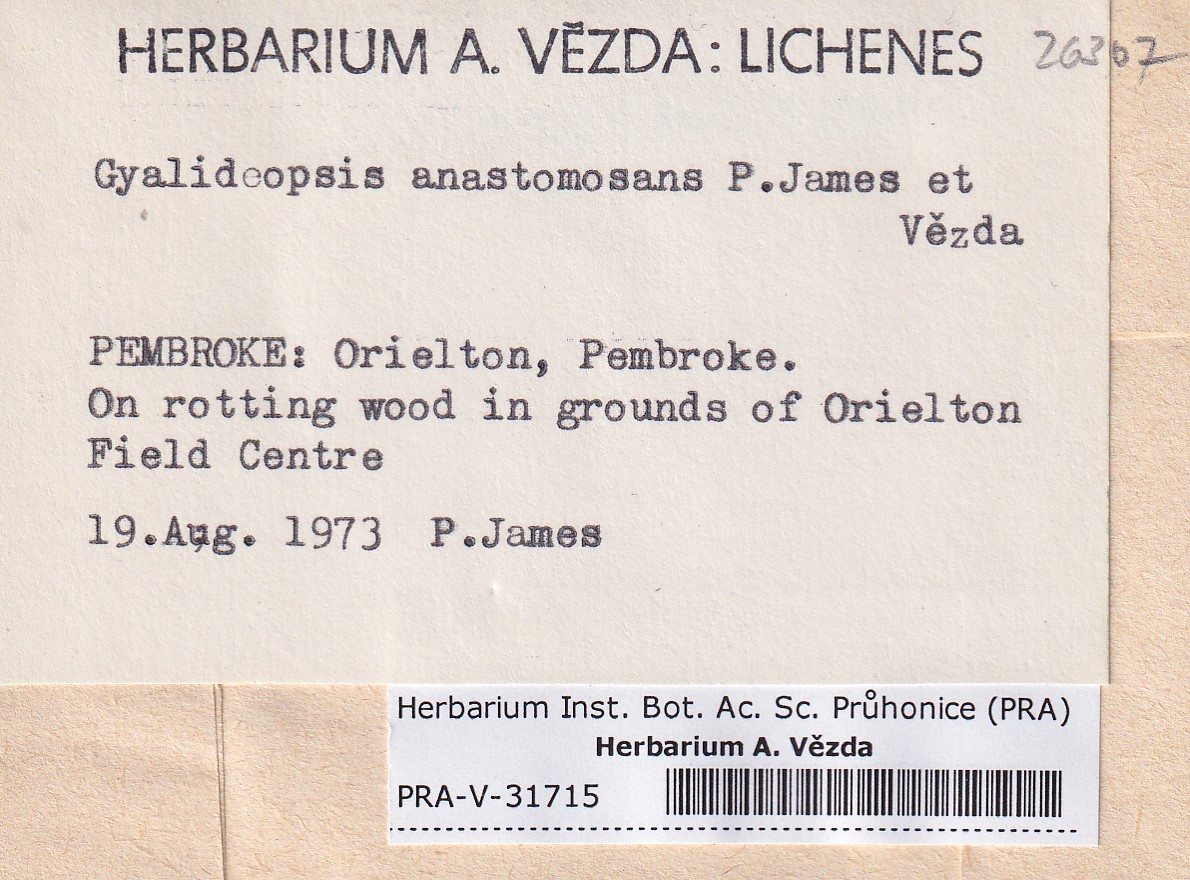 HERBARIUM A. VĚZDA: LICHENES 26307
Gyalideopsis anastomosans P.James et
Vězda
PEMBROKE: Orielton, Pembroke.
On rotting wood in grounds of Orielton
Field Centre
19.Aug. 1973 P.James
Herbarium Inst. Bot. Ac. Sc. Průhonice (PRA)
Herbarium A. Vězda
PRA-V-31715